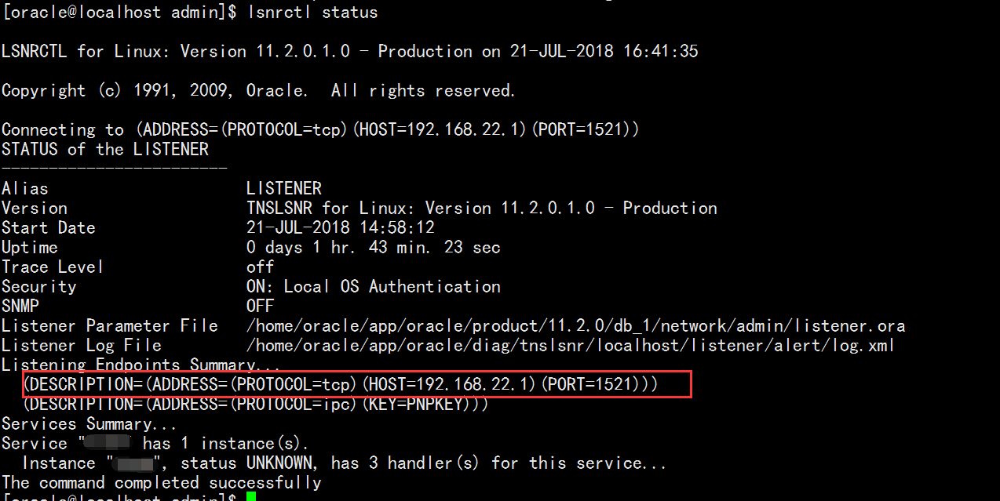 [oracle@localhost admin]$ lsnrctl status
LSNRCTL for Linux: Version 11.2.0.1.0 - Production on 21-JUL-2018 16:41:35
Copyright (c) 1991, 2009, Oracle.  All rights reserved.
Connecting to (ADDRESS=(PROTOCOL=tcp)(HOST=192.168.22.1)(PORT=1521))
STATUS of the LISTENER
------------------------
Alias                     LISTENER
Version                   TNSLSNR for Linux: Version 11.2.0.1.0 - Production
Start Date                21-JUL-2018 14:58:12
Uptime                    0 days 1 hr. 43 min. 23 sec
Trace Level               off
Security                  ON: Local OS Authentication
SNMP                      OFF
Listener Parameter File   /home/oracle/app/oracle/product/11.2.0/db_1/network/admin/listener.ora
Listener Log File         /home/oracle/app/oracle/diag/tnslsnr/localhost/listener/alert/log.xml
Listening Endpoints Summary...
  (DESCRIPTION=(ADDRESS=(PROTOCOL=tcp)(HOST=192.168.22.1)(PORT=1521)))
  (DESCRIPTION=(ADDRESS=(PROTOCOL=ipc)(KEY=PNPKEY)))
Services Summary...
Service "" has 1 instance(s).
  Instance "", status UNKNOWN, has 3 handler(s) for this service...
The command completed successfully
[oracle@localhost admin]$